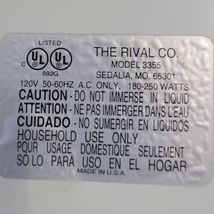 LISTED
UL
UL
®
892G
THE RIVAL CO.
MODEL 3355
SEDALIA, MO. 65301
120V 50-60HZ A.C. ONLY. 180-250 WATTS
CAUTION - DO NOT IMMERSE IN LIQUID
ATTENTION - NE PAS IMMERGER DANS L'EAU
CUIDADO - NO SUMERGIR EN LIQUIDOS
HOUSEHOLD USE ONLY
POUR USAGE DOMESTIQUE SEULEMENT
SOLO PARA USO EN EL HOGAR
MADE IN U.S.A.